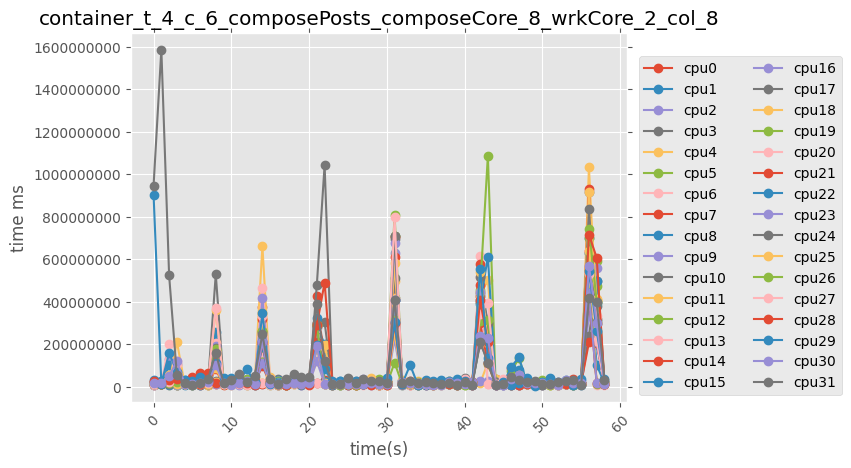 container_t_4_c_6_composePosts_composeCore_8_wrkCore_2_col_8
time ms
1600000000
1400000000
1200000000
1000000000
800000000
600000000
400000000
200000000
0
0
10
20
30
40
50
60
time(s)
cpu0
cpu1
cpu2
cpu3
cpu4
cpu5
cpu6
cpu7
cpu8
cpu9
cpu10
cpu11
cpu12
cpu13
cpu14
cpu15
cpu16
cpu17
cpu18
cpu19
cpu20
cpu21
cpu22
cpu23
cpu24
cpu25
cpu26
cpu27
cpu28
cpu29
cpu30
cpu31